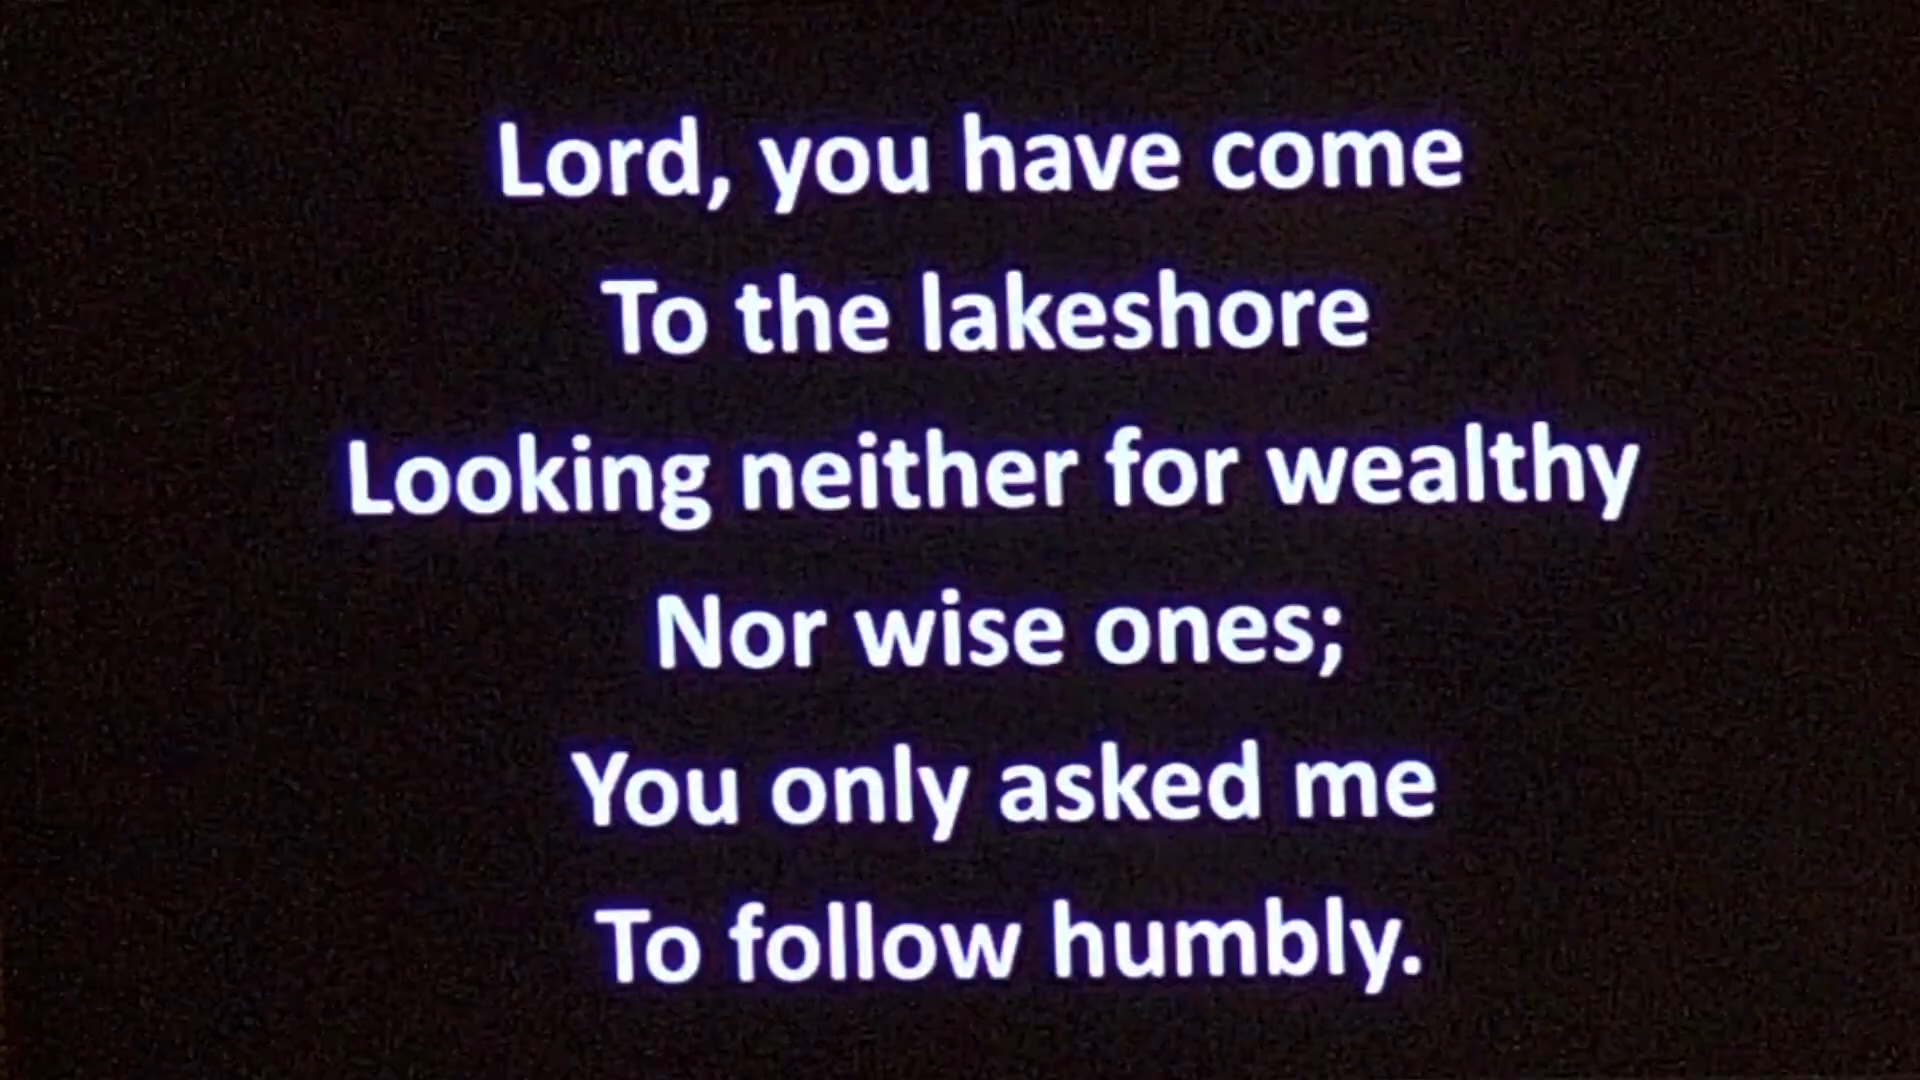 Lord, you have come
To the lakeshore
Looking neither for wealthy
Nor wise ones;
You only asked me
To follow humbly.